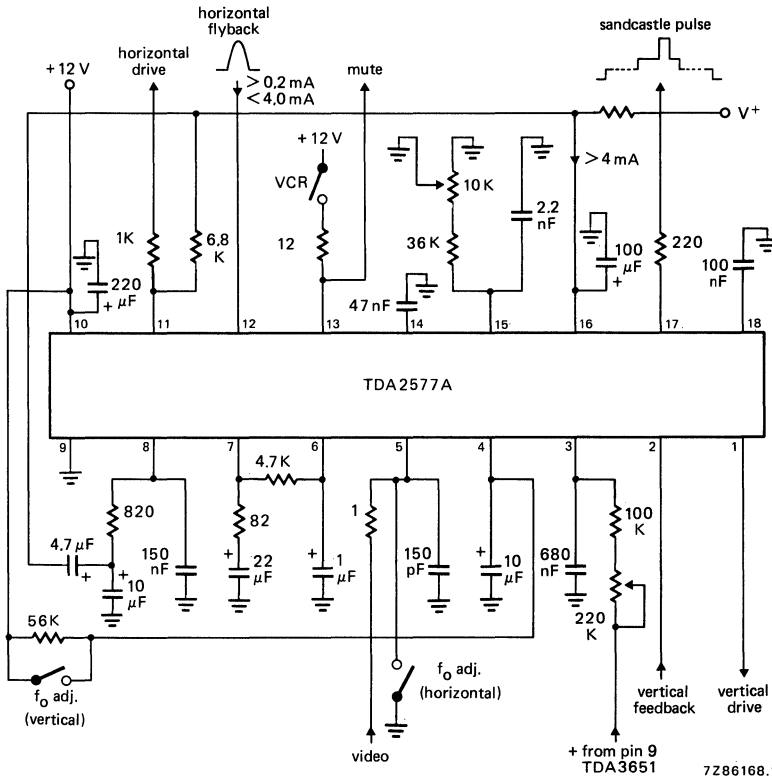 horizontal
flyback
sandcastle pulse
horizontal
drive
mute
+12 V
> 0.2 mA
< 4.0 mA
V+
+12 V
> 4 mA
VCR
10K
2.2
nF
1K
6.8
K
12
36K
100
μF
+
220
100
nF
220
μF
+
47 nF
10
11
12
13
14
15
16
17
18
TDA2577A
9
8
7
6
5
4
3
2
1
4.7K
820
82
1
100
K
4.7 μF
+
+
10
μF
150
nF
+
22
μF
+
1
μF
150
pF
+
10
μF
680
nF
220
K
56K
fo adj.
(vertical)
fo adj.
(horizontal)
vertical
feedback
vertical
drive
video
+ from pin 9
TDA3651
7Z86168.